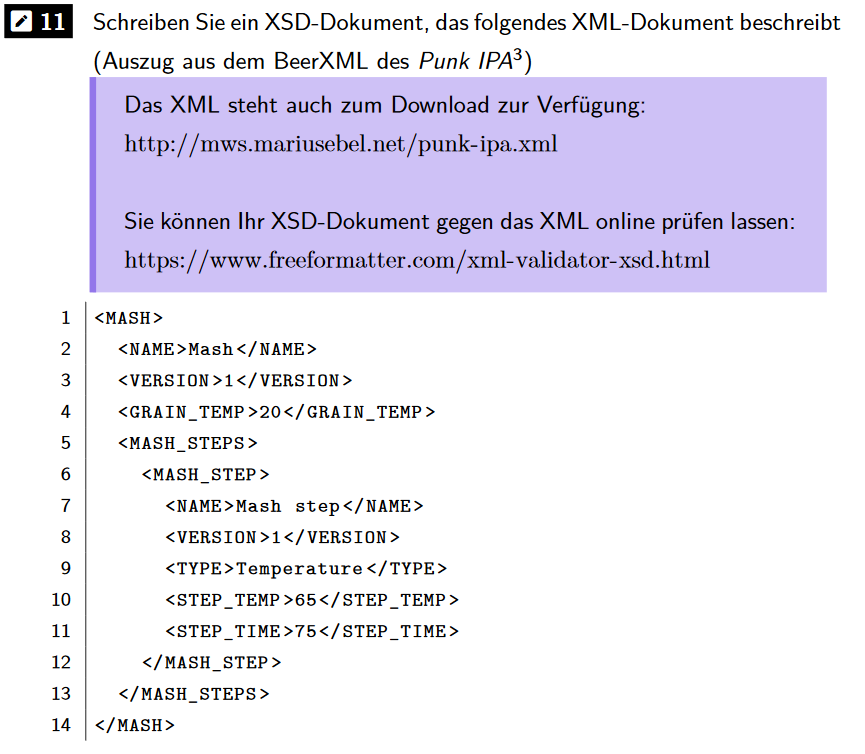 11 Schreiben Sie ein XSD-Dokument, das folgendes XML-Dokument beschreibt
(Auszug aus dem BeerXML des Punk IPA³)
Das XML steht auch zum Download zur Verfügung:
http://mws.mariusebel.net/punk-ipa.xml
Sie können Ihr XSD-Dokument gegen das XML online prüfen lassen:
https://www.freeformatter.com/xml-validator-xsd.html
1 <MASH>
2 <NAME>Mash</NAME>
3 <VERSION>1</VERSION>
4 <GRAIN_TEMP>20</GRAIN_TEMP>
5 <MASH_STEPS>
6 <MASH_STEP>
7 <NAME>Mash step</NAME>
8 <VERSION>1</VERSION>
9 <TYPE>Temperature</TYPE>
10 <STEP_TEMP>65</STEP_TEMP>
11 <STEP_TIME>75</STEP_TIME>
12 </MASH_STEP>
13 </MASH_STEPS>
14 </MASH>